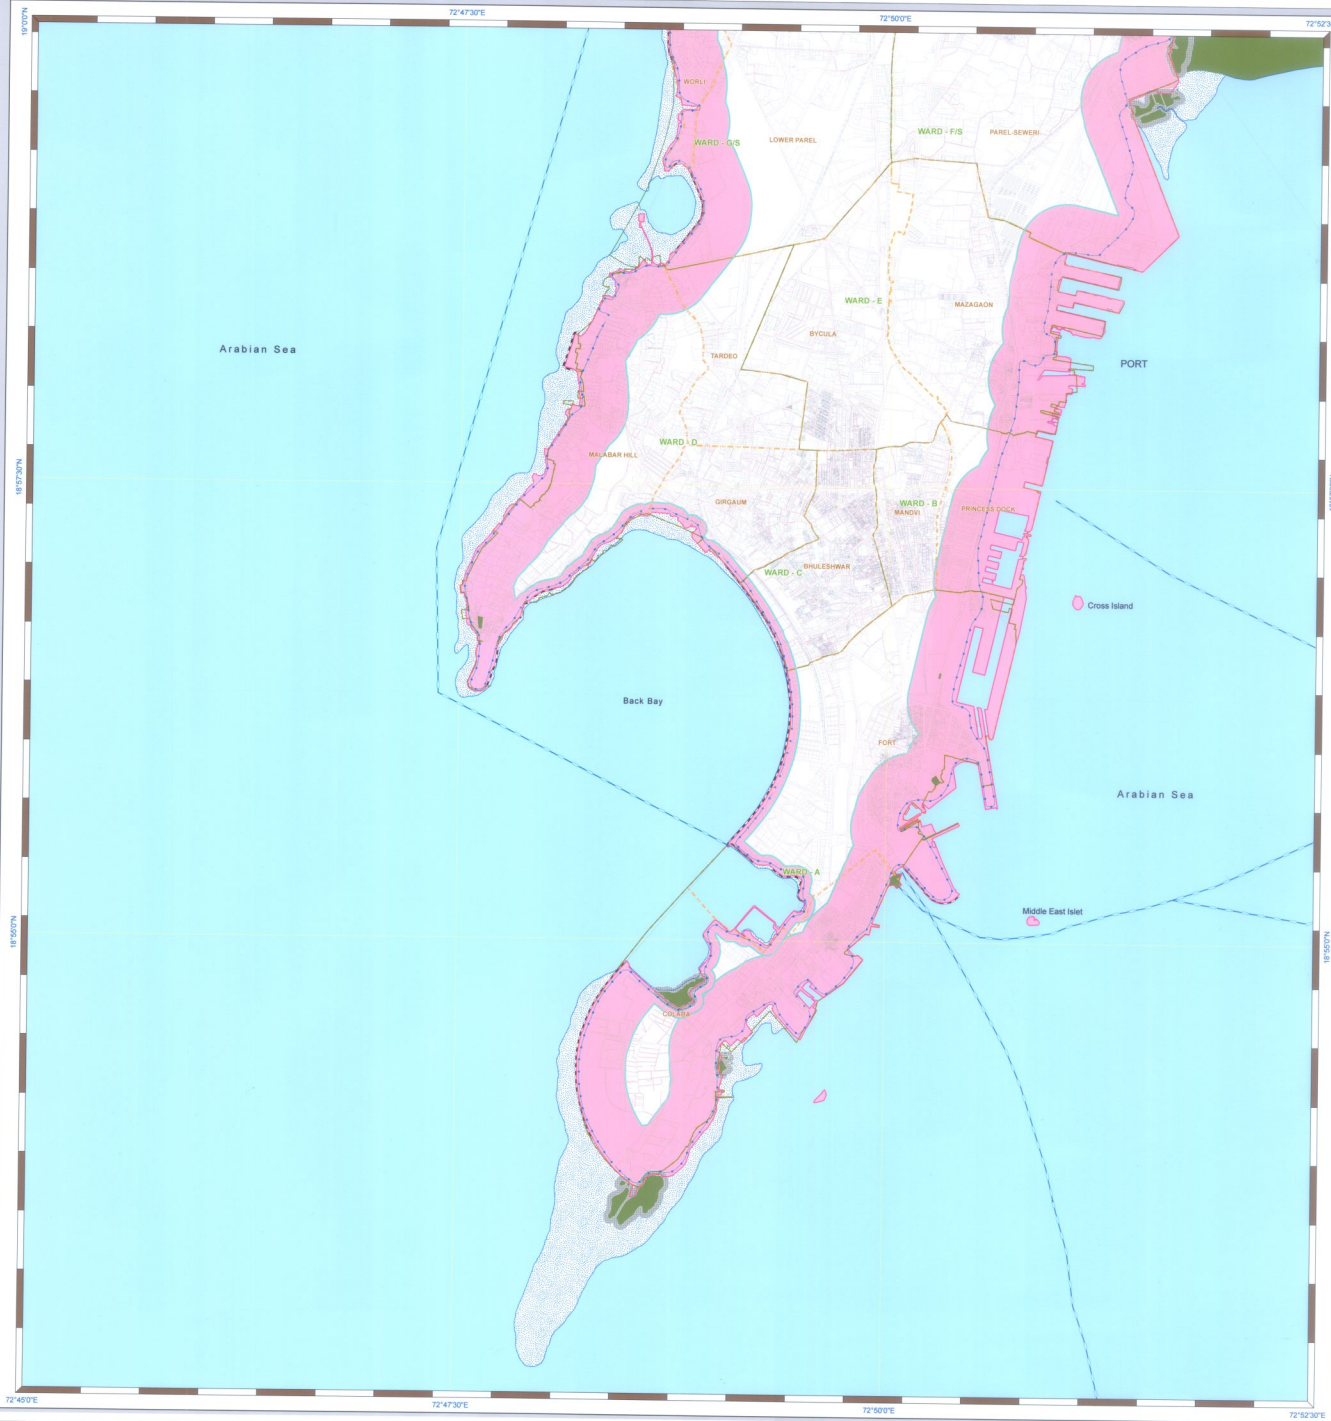 72°47'30"E
72°50'0"E
19°0'0"N
WORLI
WARD - G/S
LOWER PAREL
WARD - F/S
PAREL-SEWERI
WARD - E
MAZAGAON
BYCULA
Arabian Sea
TARDEO
PORT
WARD - D
MALABAR HILL
18°57'30"N
GIRGAUM
WARD - B
MANDVI
PRINCESS DOCK
WARD - C
BHULESHWAR
Cross Island
Back Bay
FORT
Arabian Sea
WARD - A
Middle East Islet
18°55'0"N
18°55'0"N
COLABA
72°45'0"E
72°47'30"E
72°50'0"E
72°52'30"E